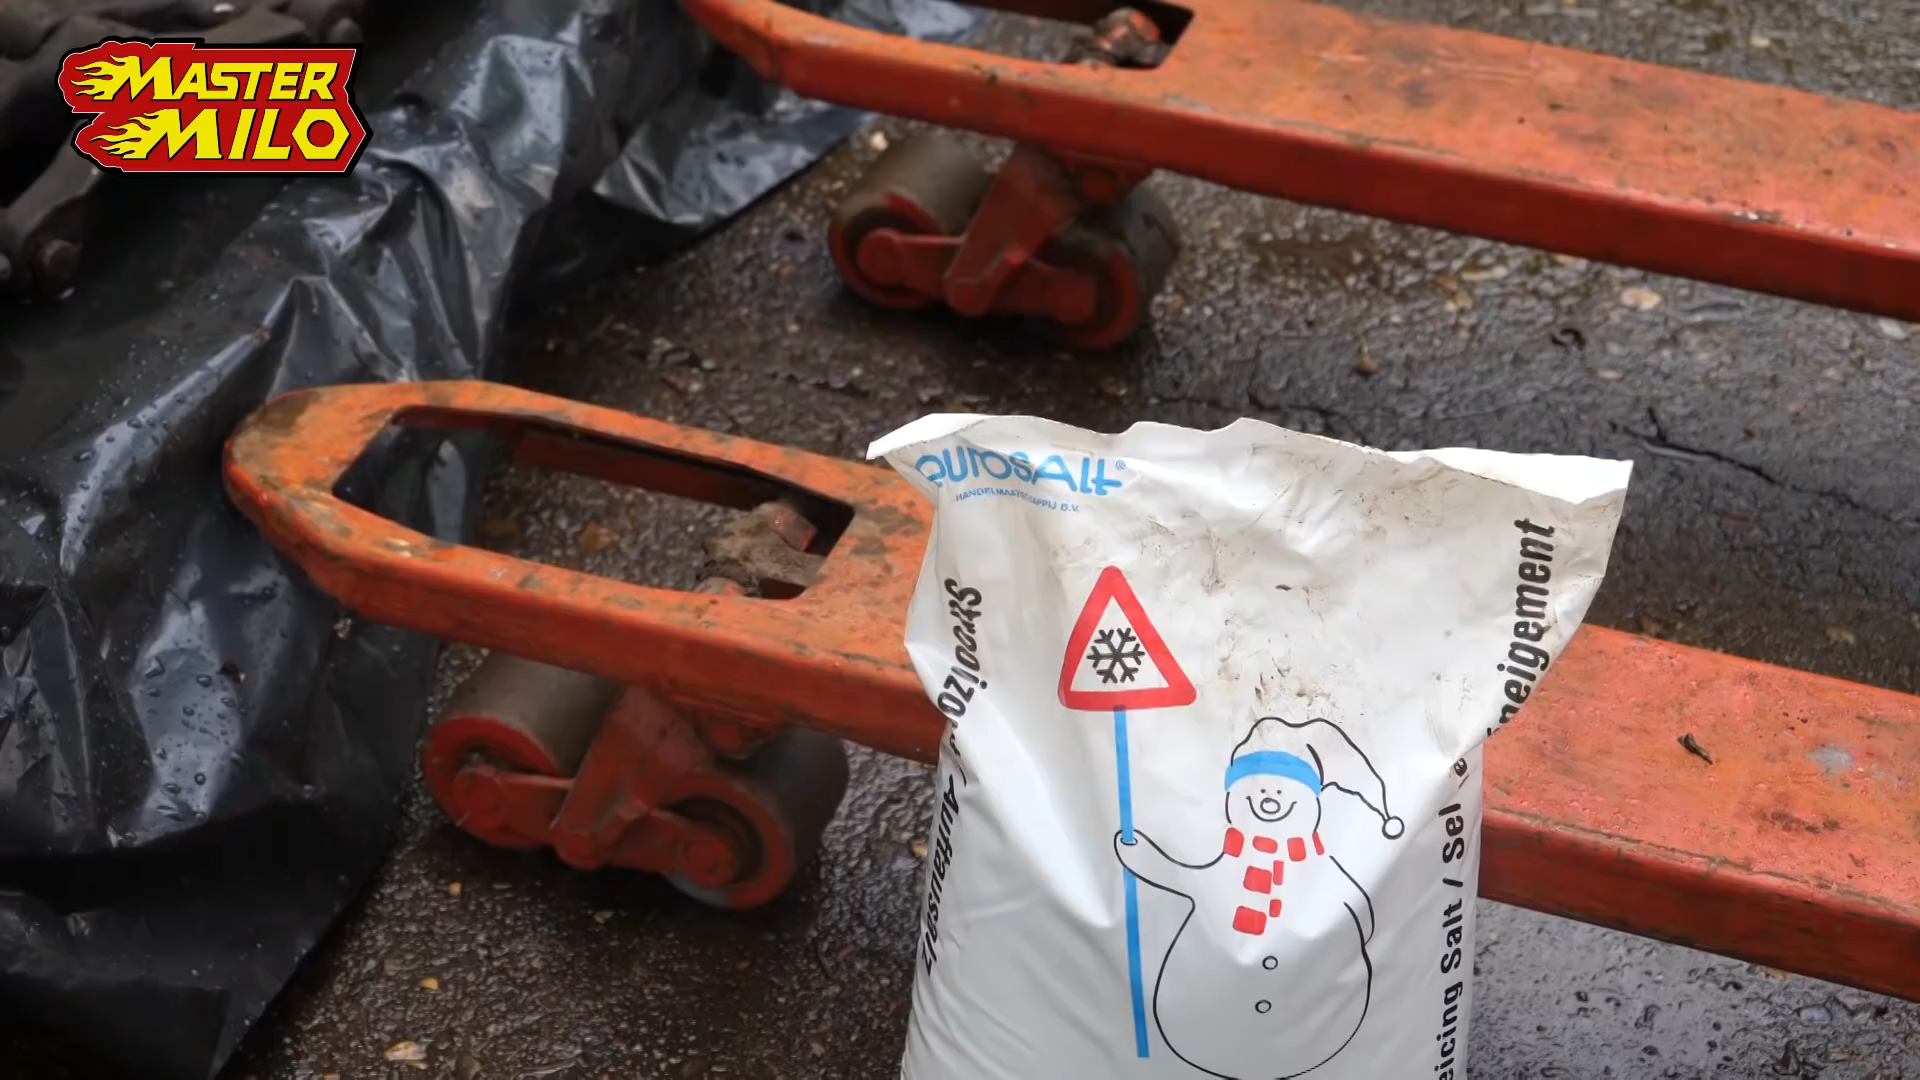 MASTER
MILO
eurosalt®
HANDELMAATSCHAPPIJ B.V.
Strooizout / Auftausalz
eicing Salt / Sel
neigement